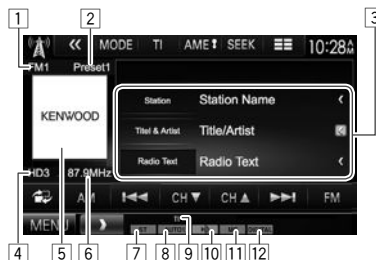 1 2 3
MODE TI AME SEEK 10:28
FM1 Preset1
KENWOOD
Station Station Name
Titel & Artist Title/Artist
Radio Text Radio Text
HD3 87.9MHz
AM CH▼ CH▲ FM
MENU
4 5 6 7 8 9 10 11 12